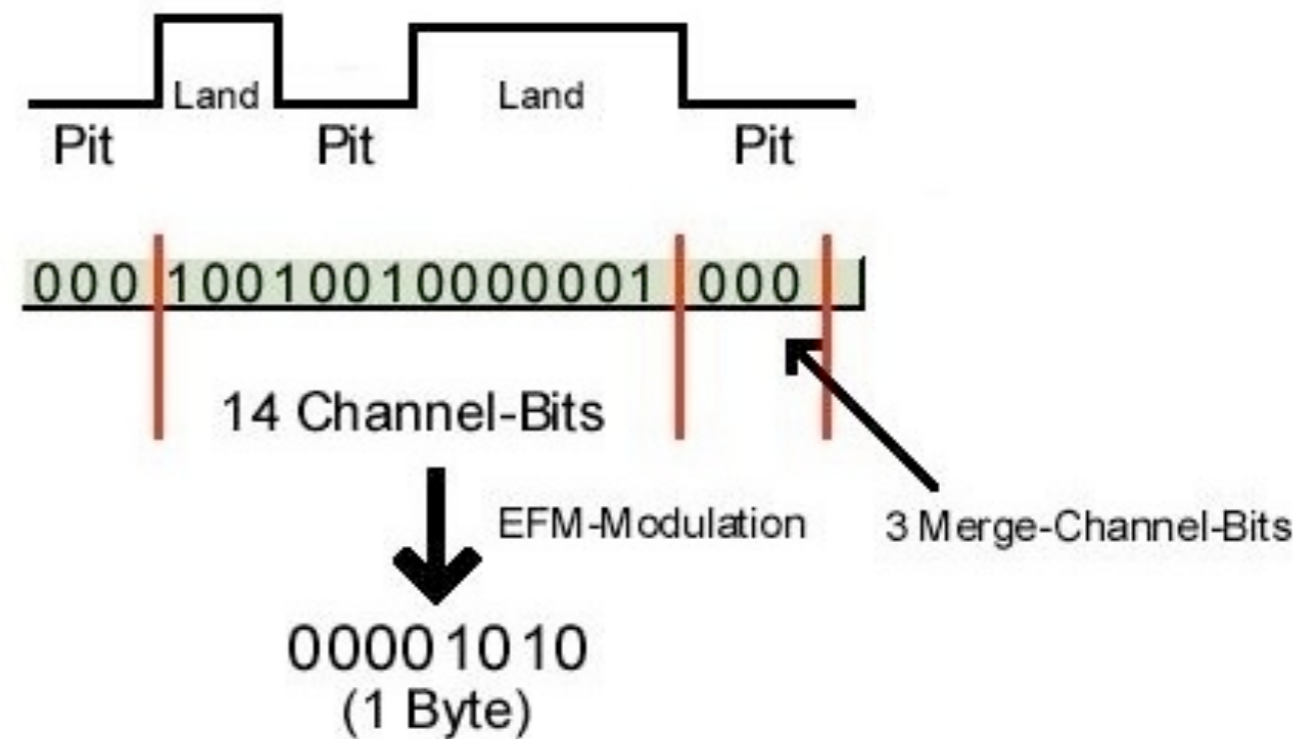 Land Land
Pit Pit Pit
000 10010010000001 000
14 Channel-Bits
EFM-Modulation
3 Merge-Channel-Bits
00001010
(1 Byte)